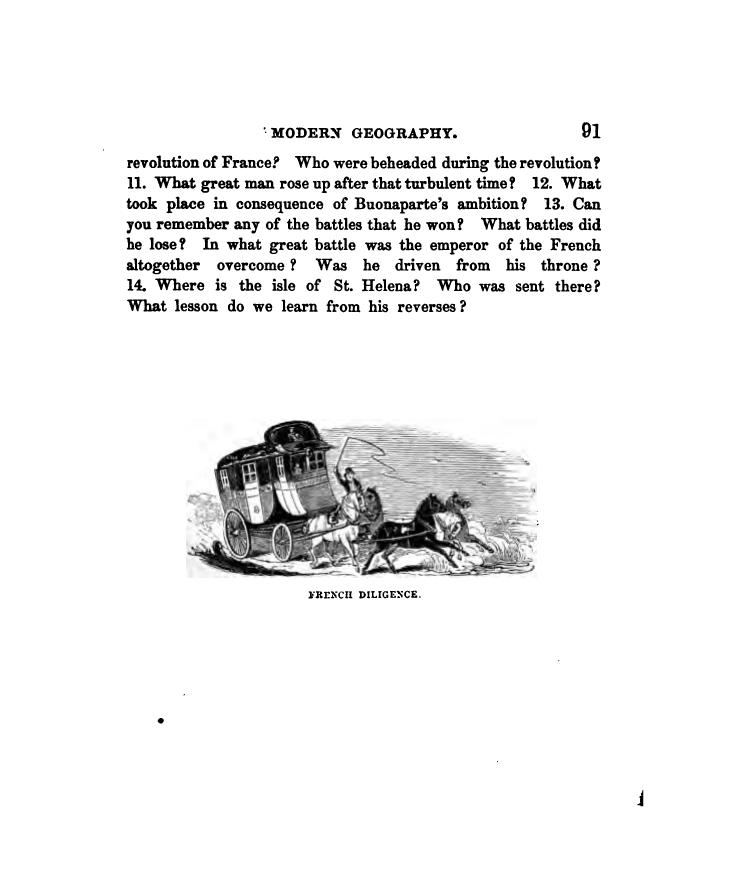 MODERN GEOGRAPHY. 91
revolution of France? Who were beheaded during the revolution?
11. What great man rose up after that turbulent time? 12. What
took place in consequence of Buonaparte's ambition? 13. Can
you remember any of the battles that he won? What battles did
he lose? In what great battle was the emperor of the French
altogether overcome? Was he driven from his throne?
14. Where is the isle of St. Helena? Who was sent there?
What lesson do we learn from his reverses?
FRENCH DILIGENCE.